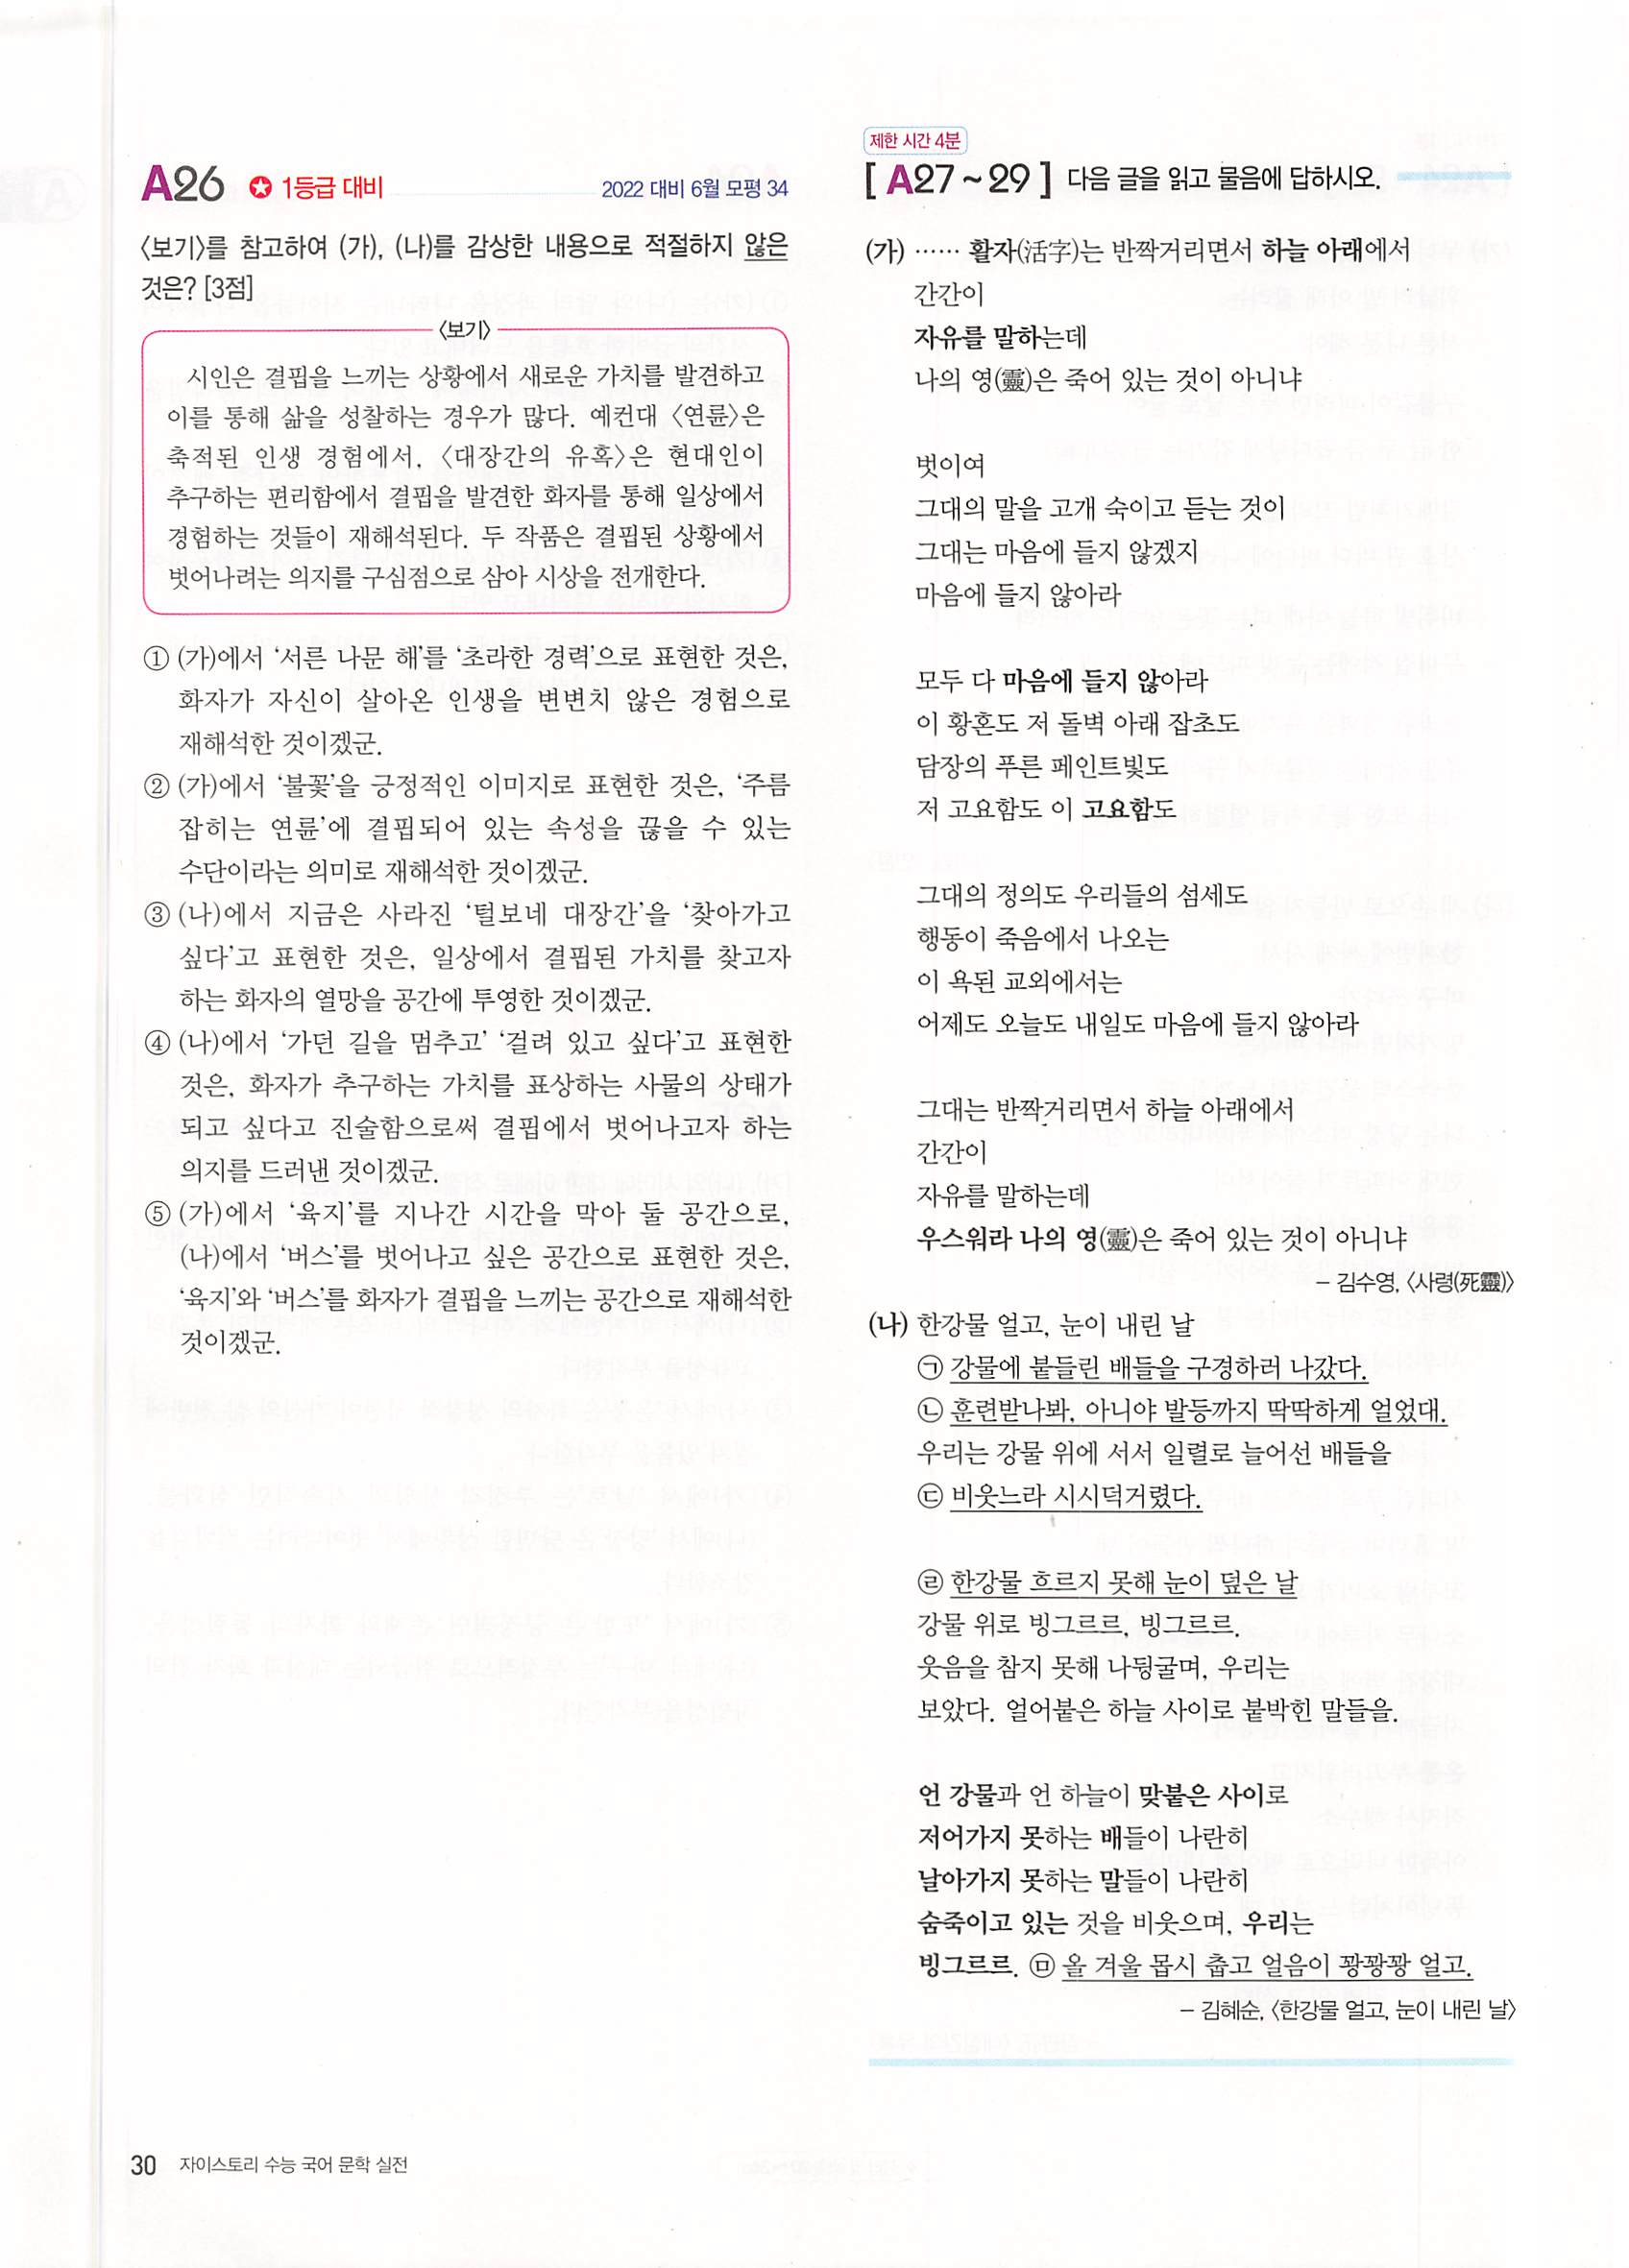 A26 ✪ 1등급 대비 2022 대비 6월 모평 34
〈보기〉를 참고하여 (가), (나)를 감상한 내용으로 적절하지 않은
것은? [3점]
〈보기〉
시인은 결핍을 느끼는 상황에서 새로운 가치를 발견하고
이를 통해 삶을 성찰하는 경우가 많다. 예컨대 〈연륜〉은
축적된 인생 경험에서, 〈대장간의 유혹〉은 현대인이
추구하는 편리함에서 결핍을 발견한 화자를 통해 일상에서
경험하는 것들이 재해석된다. 두 작품은 결핍된 상황에서
벗어나려는 의지를 구심점으로 삼아 시상을 전개한다.
① (가)에서 ‘서른 나문 해’를 ‘초라한 경력’으로 표현한 것은,
화자가 자신이 살아온 인생을 변변치 않은 경험으로
재해석한 것이겠군.
② (가)에서 ‘불꽃’을 긍정적인 이미지로 표현한 것은, ‘주름
잡히는 연륜’에 결핍되어 있는 속성을 끊을 수 있는
수단이라는 의미로 재해석한 것이겠군.
③ (나)에서 지금은 사라진 ‘털보네 대장간’을 ‘찾아가고
싶다’고 표현한 것은, 일상에서 결핍된 가치를 찾고자
하는 화자의 열망을 공간에 투영한 것이겠군.
④ (나)에서 ‘가던 길을 멈추고’ ‘걸려 있고 싶다’고 표현한
것은, 화자가 추구하는 가치를 표상하는 사물의 상태가
되고 싶다고 진술함으로써 결핍에서 벗어나고자 하는
의지를 드러낸 것이겠군.
⑤ (가)에서 ‘육지’를 지나간 시간을 막아 둘 공간으로,
(나)에서 ‘버스’를 벗어나고 싶은 공간으로 표현한 것은,
‘육지’와 ‘버스’를 화자가 결핍을 느끼는 공간으로 재해석한
것이겠군.
제한 시간 4분
[ A27 ~ 29 ] 다음 글을 읽고 물음에 답하시오.
(가) …… 활자(活字)는 반짝거리면서 하늘 아래에서
간간이
자유를 말하는데
나의 영(靈)은 죽어 있는 것이 아니냐
벗이여
그대의 말을 고개 숙이고 듣는 것이
그대는 마음에 들지 않겠지
마음에 들지 않아라
모두 다 마음에 들지 않아라
이 황혼도 저 돌벽 아래 잡초도
담장의 푸른 페인트빛도
저 고요함도 이 고요함도
그대의 정의도 우리들의 섬세도
행동이 죽음에서 나오는
이 욕된 교외에서는
어제도 오늘도 내일도 마음에 들지 않아라
그대는 반짝거리면서 하늘 아래에서
간간이
자유를 말하는데
우스워라 나의 영(靈)은 죽어 있는 것이 아니냐
– 김수영, 〈사령(死靈)〉
(나) 한강물 얼고, 눈이 내린 날
㉠ 강물에 붙들린 배들을 구경하러 나갔다.
㉡ 훈련받나봐, 아니야 발등까지 딱딱하게 얼었대.
우리는 강물 위에 서서 일렬로 늘어선 배들을
㉢ 비웃느라 시시덕거렸다.
㉣ 한강물 흐르지 못해 눈이 덮은 날
강물 위로 빙그르르, 빙그르르.
웃음을 참지 못해 나뒹굴며, 우리는
보았다. 얼어붙은 하늘 사이로 붙박힌 말들을.
언 강물과 언 하늘이 맞붙은 사이로
저어가지 못하는 배들이 나란히
날아가지 못하는 말들이 나란히
숨죽이고 있는 것을 비웃으며, 우리는
빙그르르. ㉤ 올 겨울 몹시 춥고 얼음이 꽝꽝꽝 얼고.
– 김혜순, 〈한강물 얼고, 눈이 내린 날〉
30 자이스토리 수능 국어 문학 실전